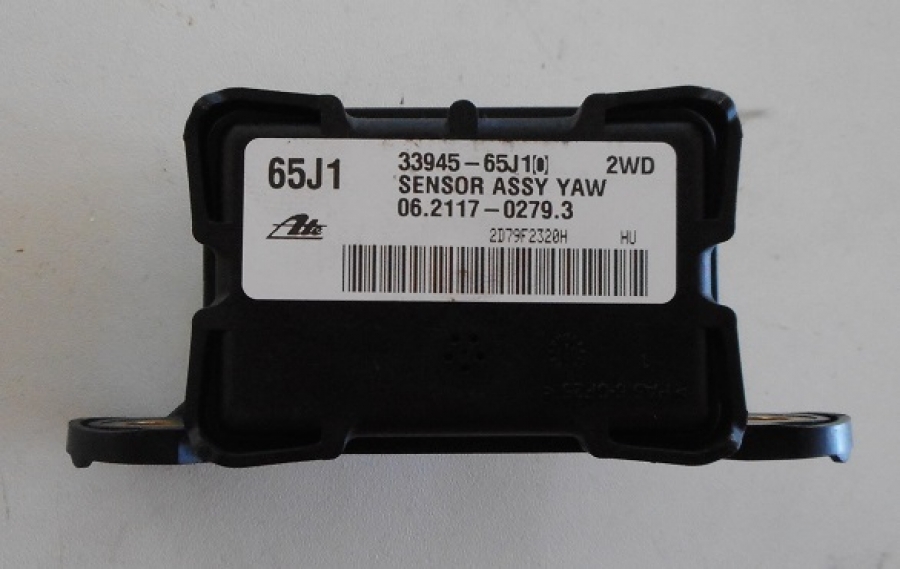 65J1
33945-65J1[0] 2WD
SENSOR ASSY YAW
06.2117-0279.3
Ate
2D79F2320H HU